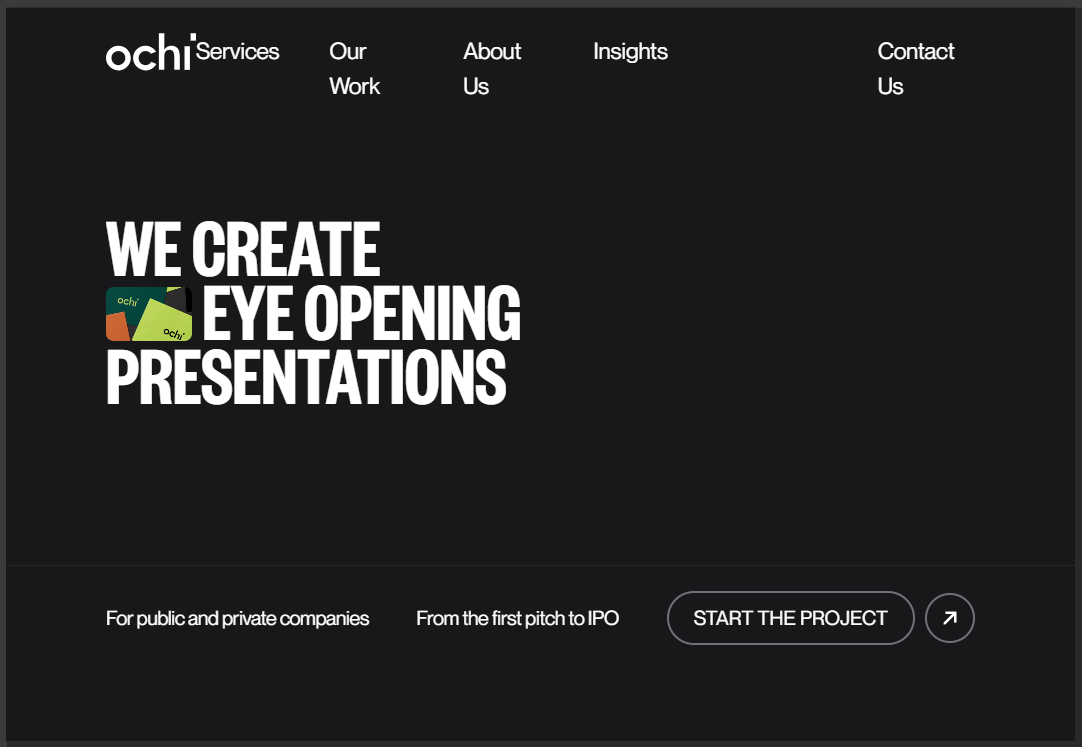 ochi Services Our Work About Us Insights Contact Us
WE CREATE
ochi ochi EYE OPENING
PRESENTATIONS
For public and private companies From the first pitch to IPO START THE PROJECT